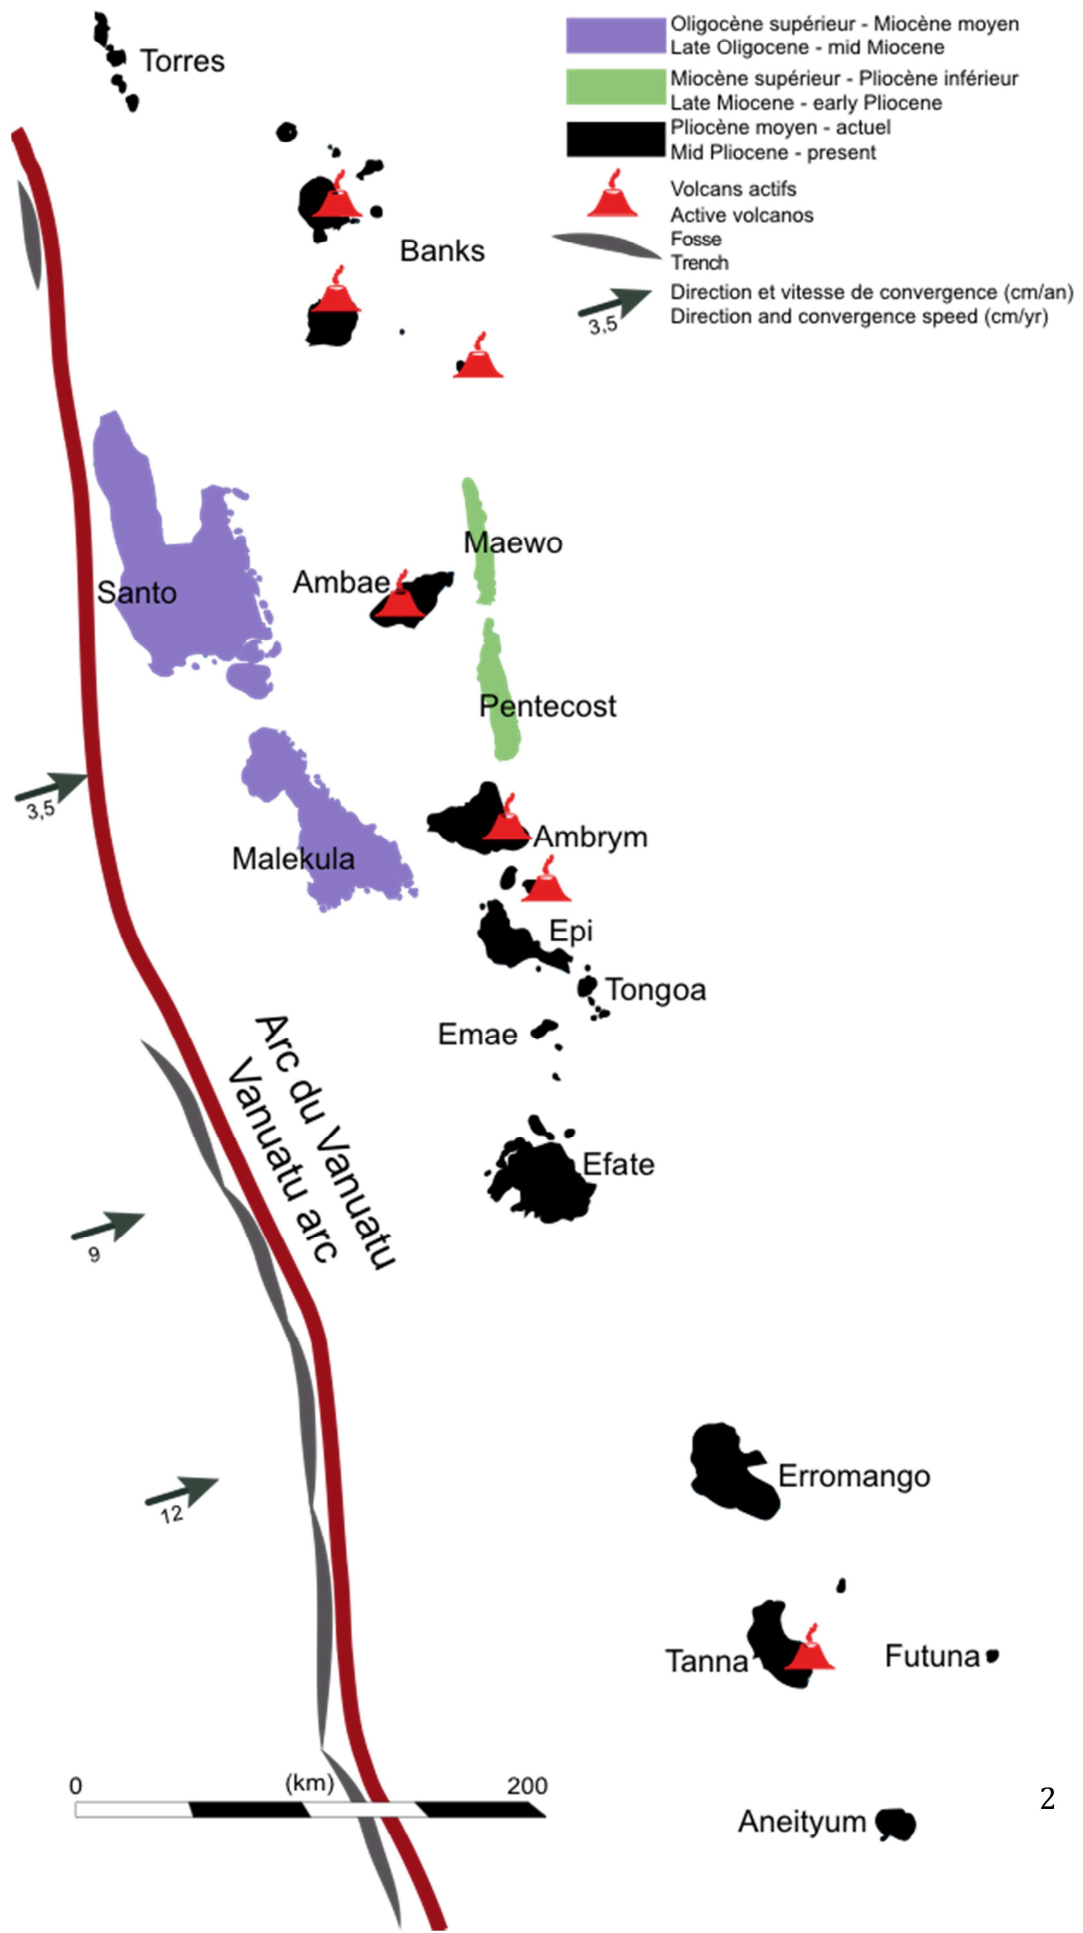 Oligocène supérieur - Miocène moyen
Late Oligocene - mid Miocene
Miocène supérieur - Pliocène inférieur
Late Miocene - early Pliocene
Pliocène moyen - actuel
Mid Pliocene - present
Volcans actifs
Active volcanos
Fosse
Trench
Direction et vitesse de convergence (cm/an)
Direction and convergence speed (cm/yr)
3,5
Torres
Banks
Maewo
Ambae
Santo
Pentecost
3,5
Ambrym
Malekula
Epi
Tongoa
Emae
Arc du Vanuatu
Vanuatu arc
Efate
9
Erromango
12
Tanna
Futuna
0
(km)
200
2
Aneityum